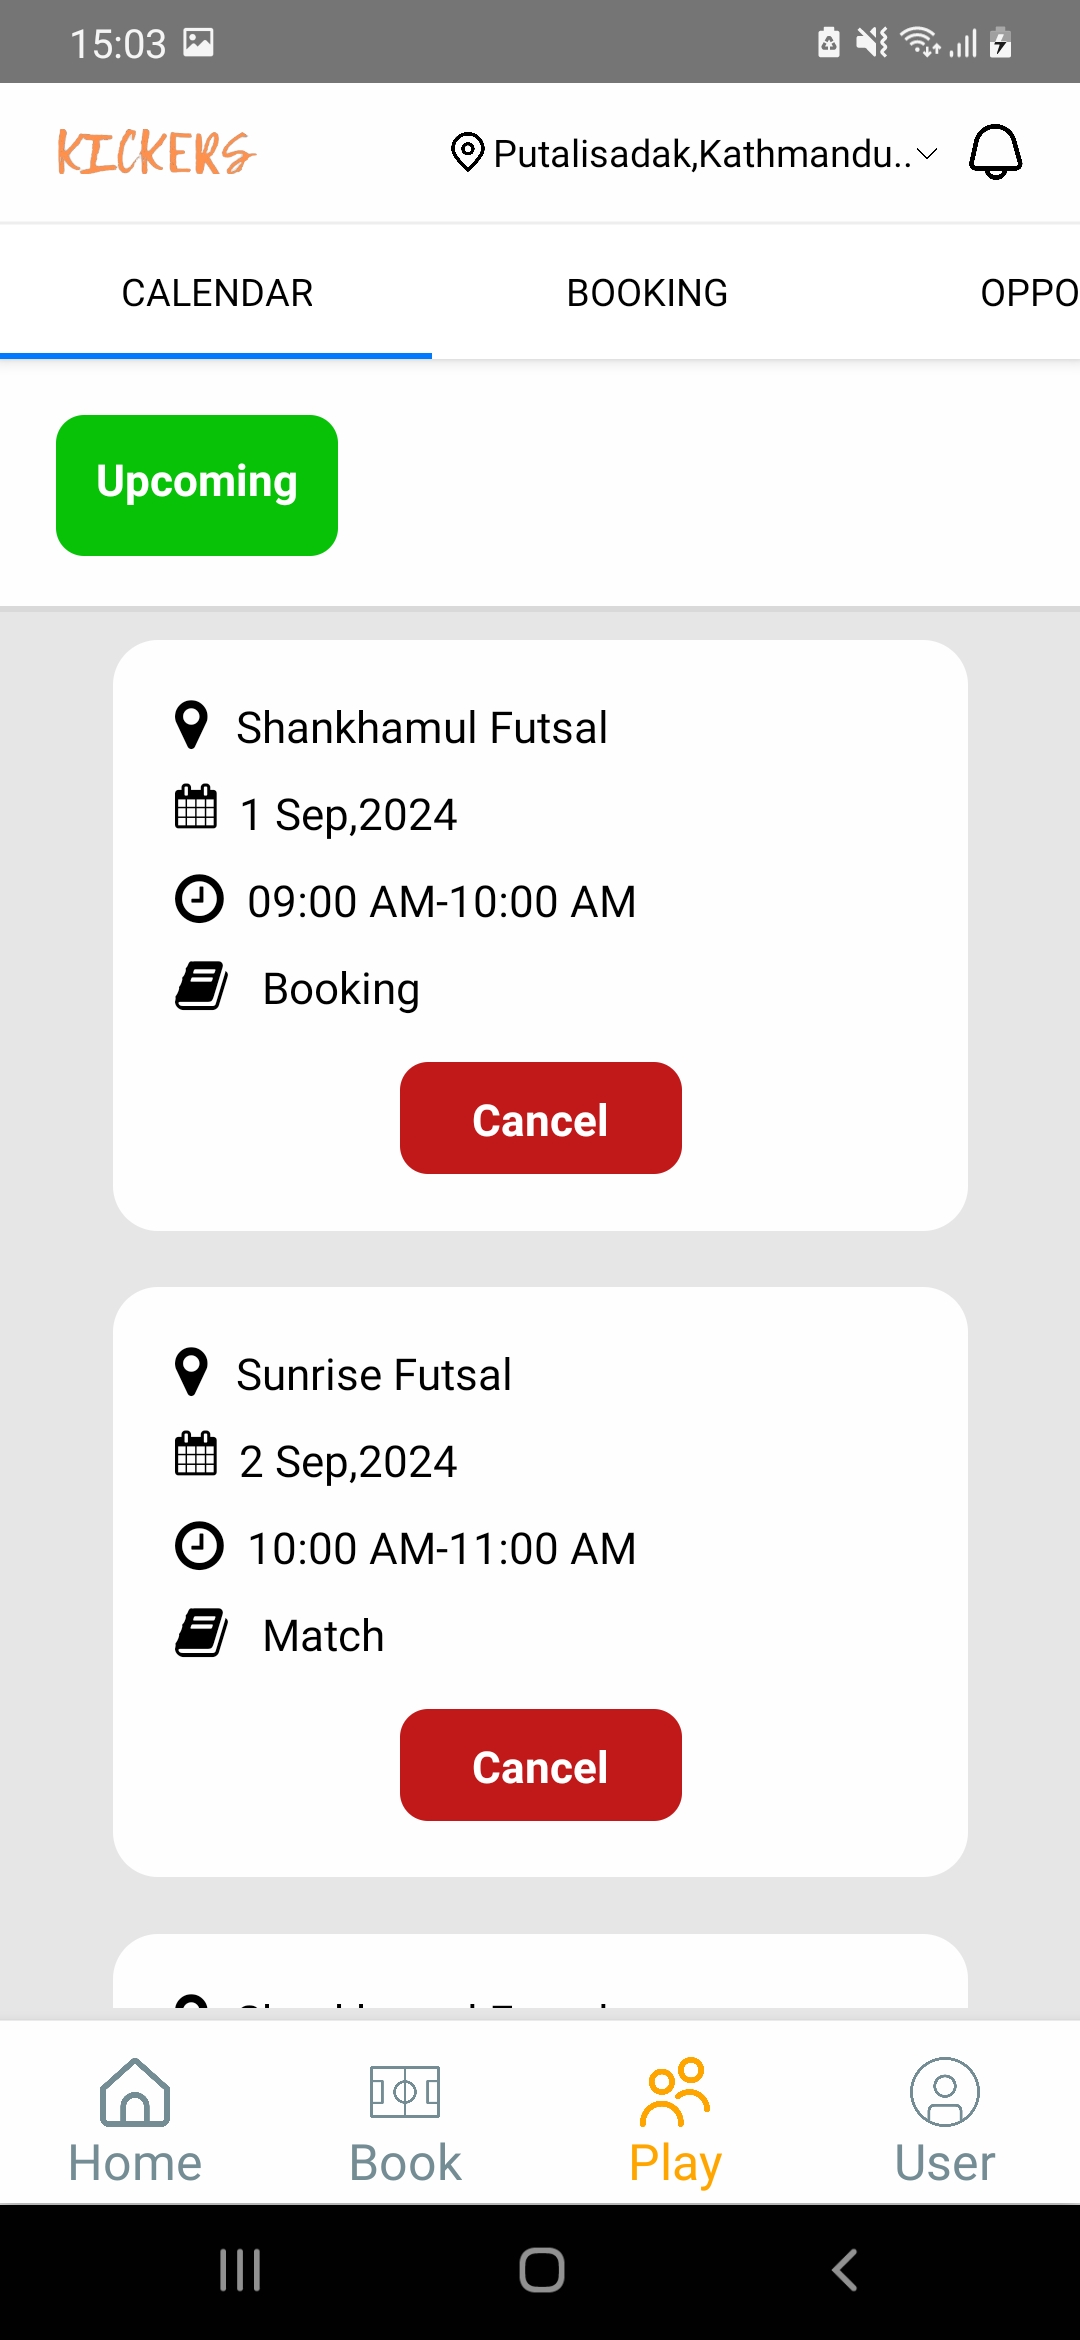 15:03
KICKERS
Putalisadak,Kathmandu..
CALENDAR BOOKING OPPO
Upcoming
Shankhamul Futsal
1 Sep,2024
09:00 AM-10:00 AM
Booking
Cancel
Sunrise Futsal
2 Sep,2024
10:00 AM-11:00 AM
Match
Cancel
Home Book Play User